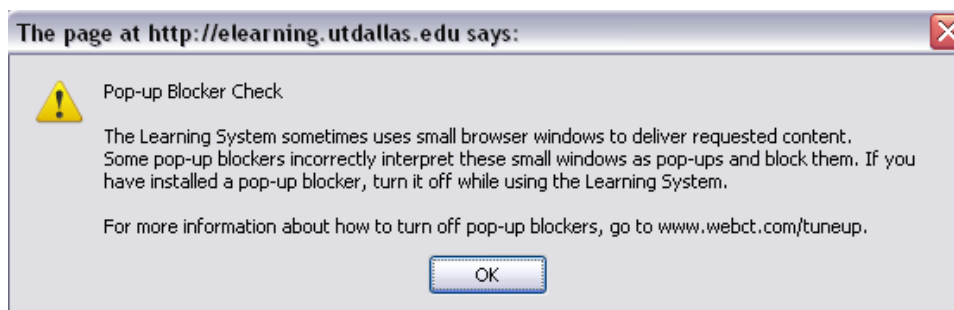 The page at http://elearning.utdallas.edu says:
Pop-up Blocker Check
The Learning System sometimes uses small browser windows to deliver requested content.
Some pop-up blockers incorrectly interpret these small windows as pop-ups and block them. If you
have installed a pop-up blocker, turn it off while using the Learning System.
For more information about how to turn off pop-up blockers, go to www.webct.com/tuneup.
OK